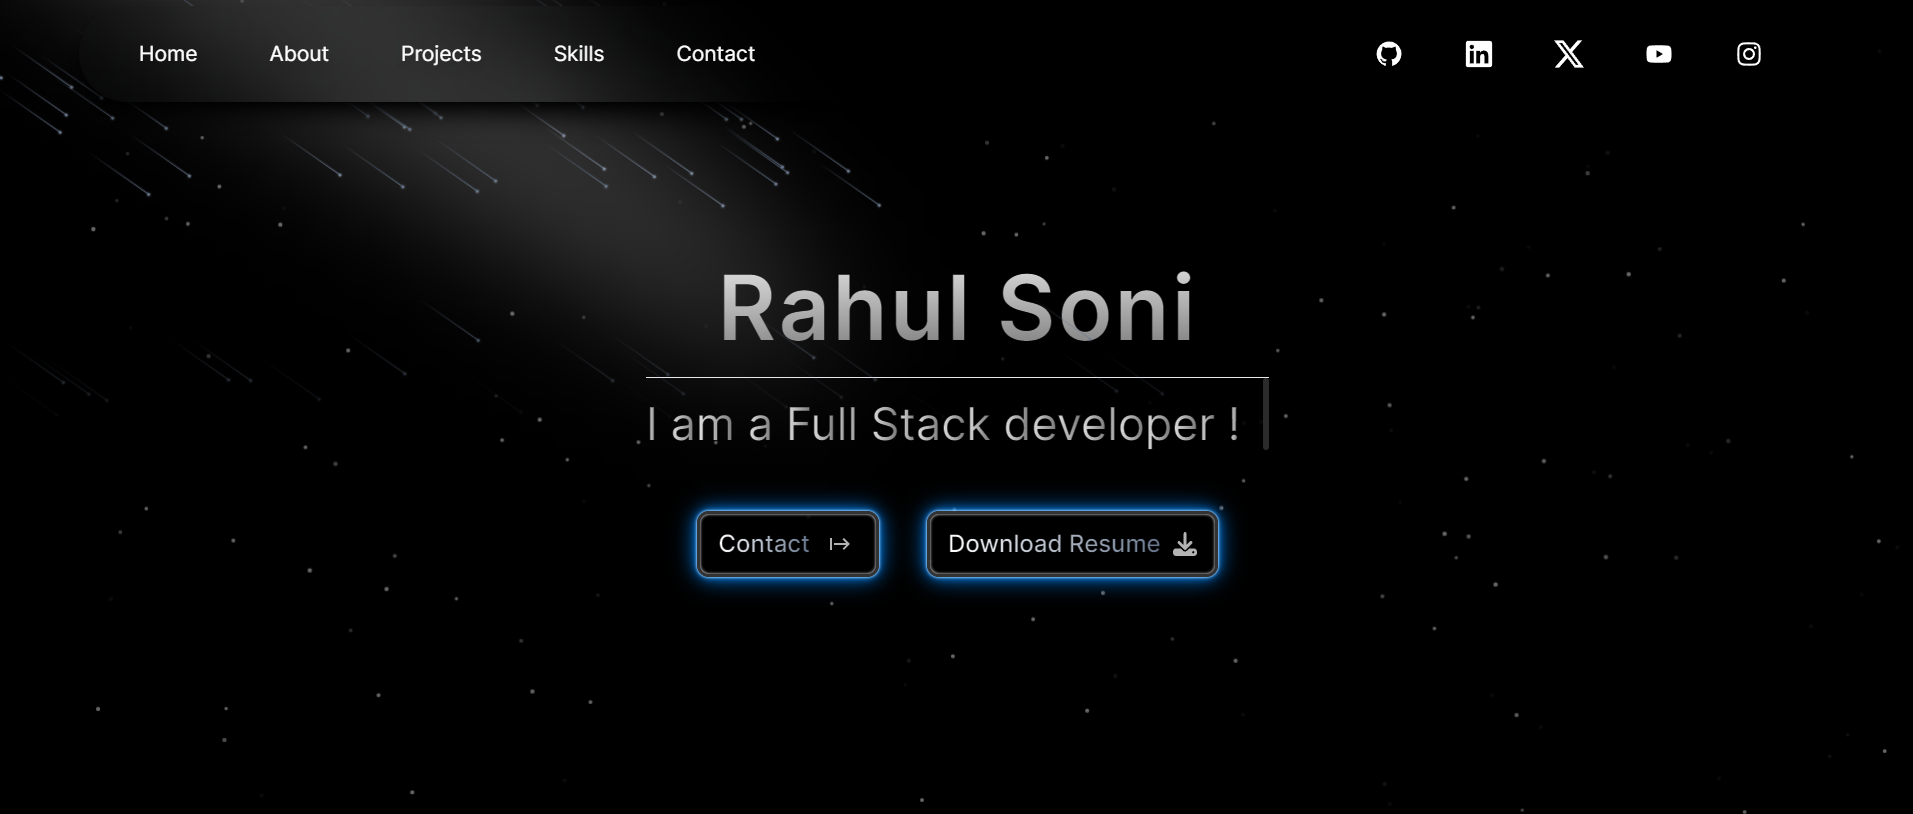 Home About Projects Skills Contact
Rahul Soni
I am a Full Stack developer !
Contact Download Resume